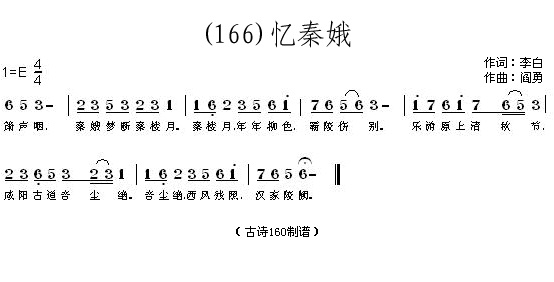 (166)忆秦娥
1=E 4/4
作词：李白
作曲：阎勇
6 5 3- | 2 3 5 3 2 3 1 | 1 6 2 3 5 6 1 | 7 6 5 6 3- | 1 7 6 1 7 6 5 3
箫声咽。 秦娥梦断秦楼月。 秦楼月.年年柳色, 霸陵伤 别。 乐游原上清 秋 节.
2 3 6 5 3 2 3 1 | 1 6 2 3 5 6 1 | 7 6 5 6 -
咸阳古道音 尘 绝。 音尘绝.西风残照, 汉家陵阙。
( 古诗160制谱 )